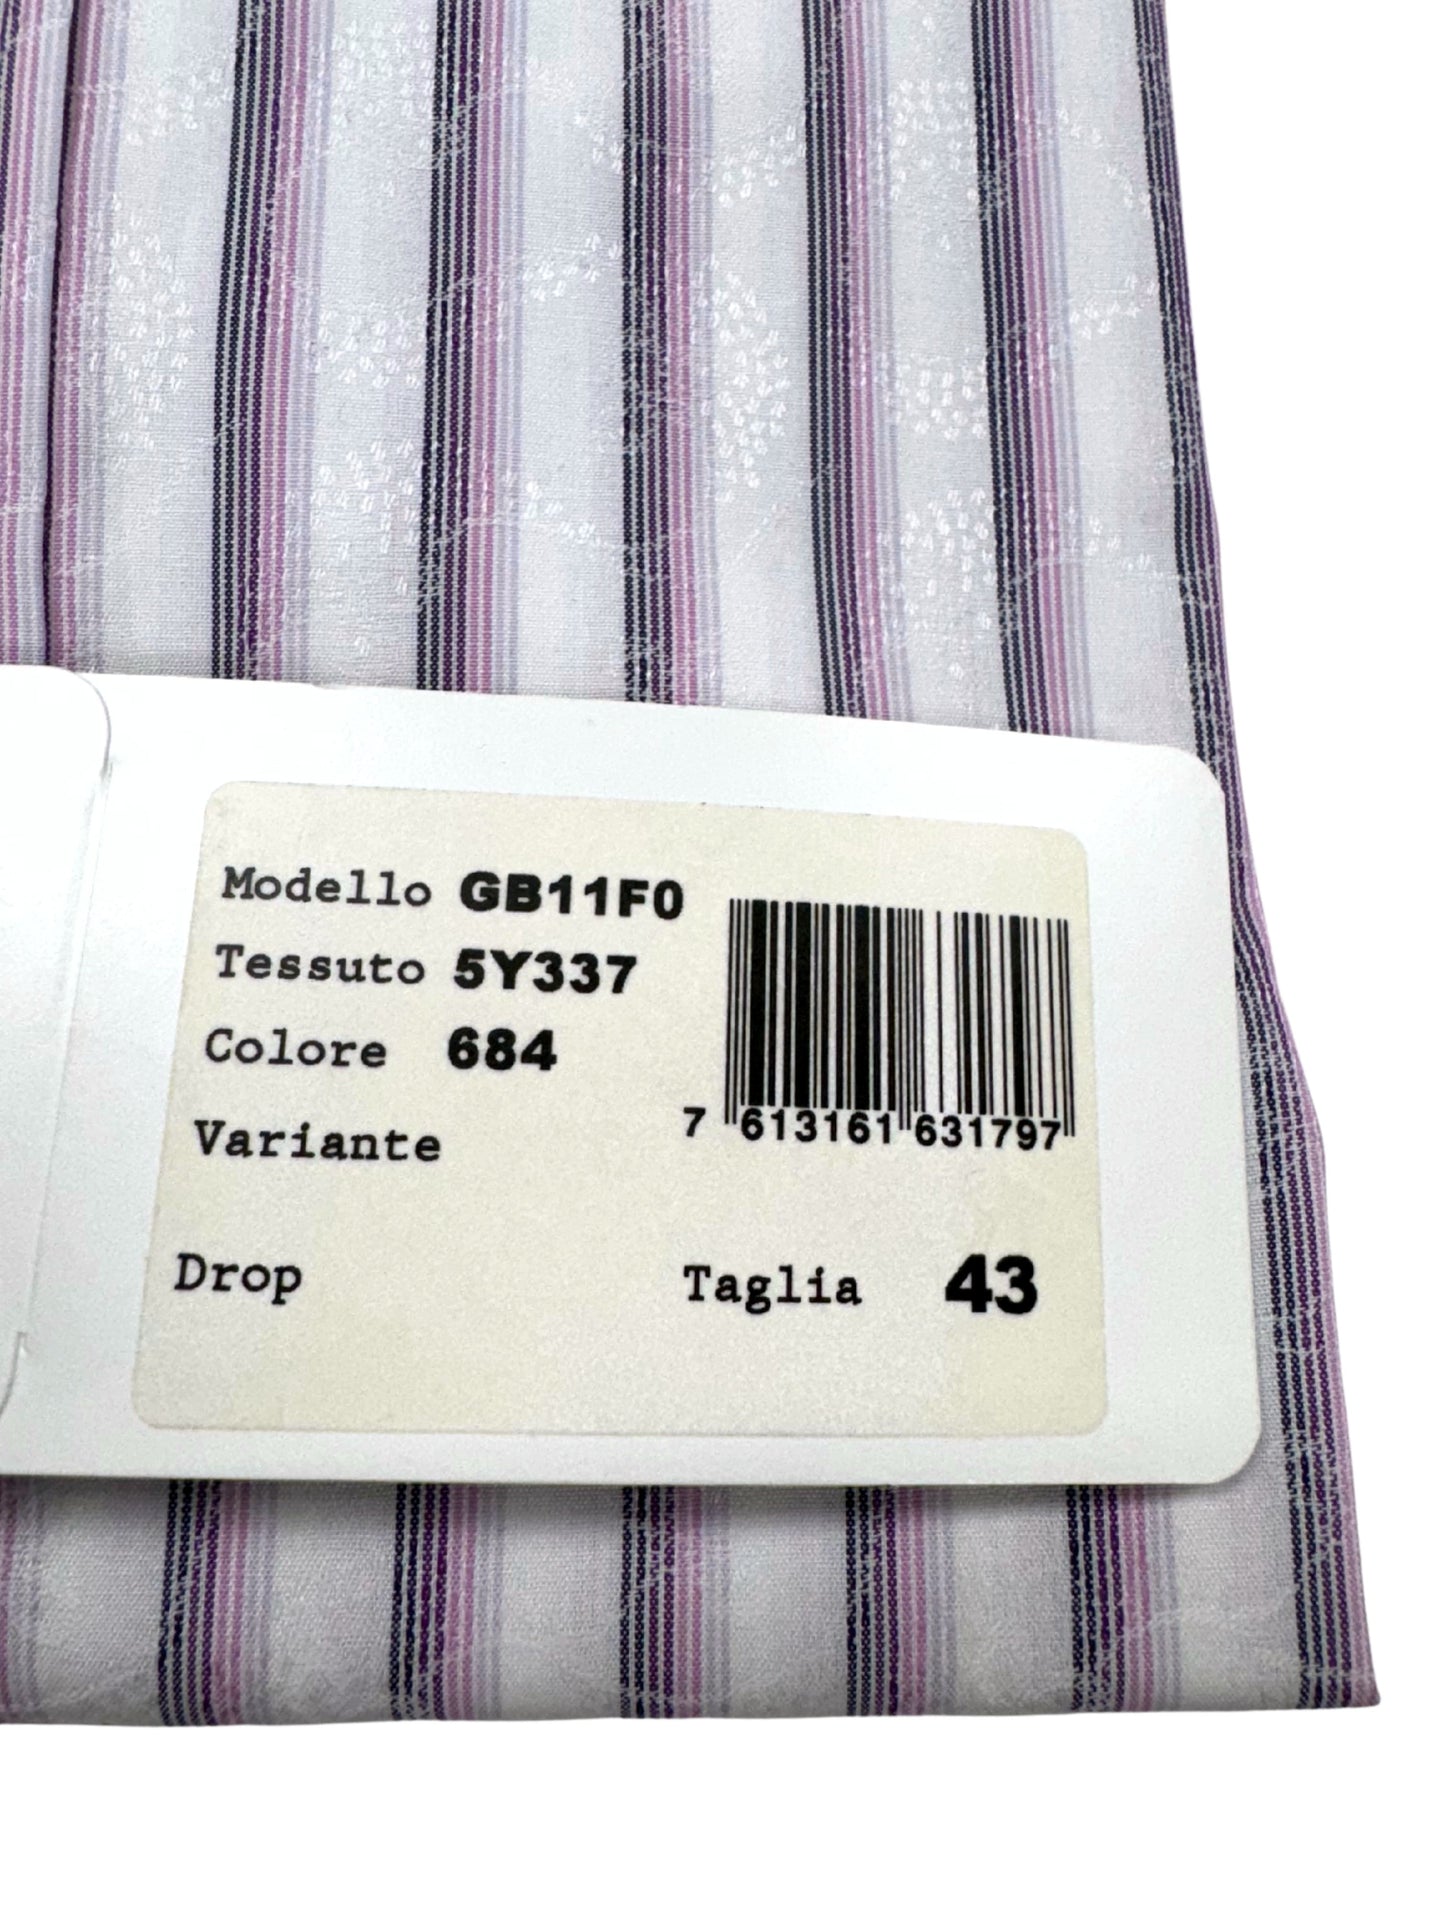 Modello GB11F0
Tessuto 5Y337
Colore 684
Variante
7 613161 631797
Drop
Taglia 43